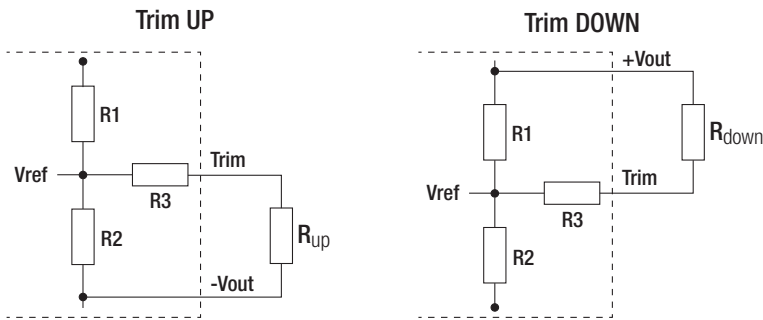 Trim UP
R1
Trim
Vref
R3
R2
Rup
-Vout
Trim DOWN
+Vout
R1
Rdown
Trim
Vref
R3
R2